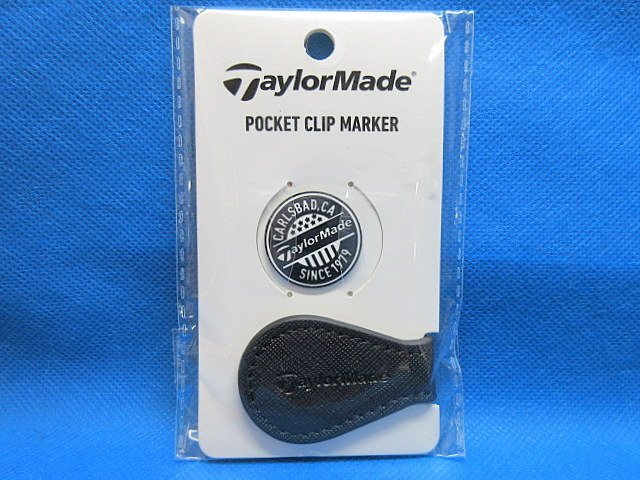 TaylorMade®
POCKET CLIP MARKER
CARLSBAD, CA
TaylorMade
SINCE 1979
TaylorMade